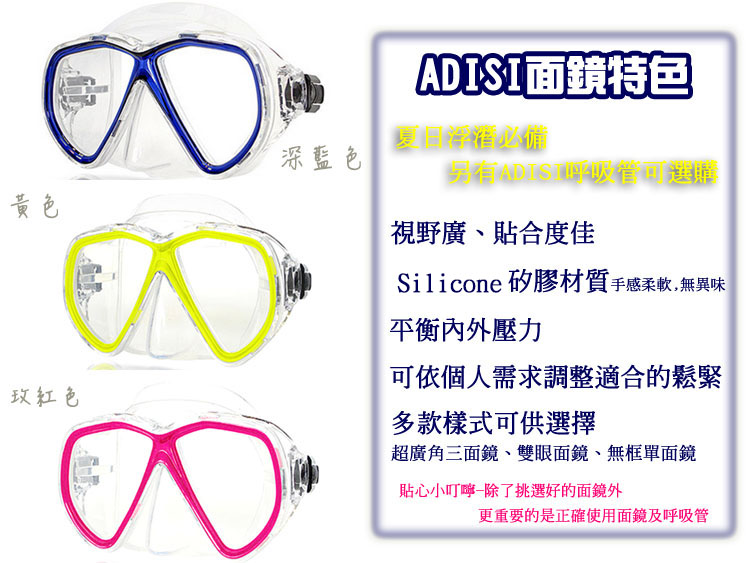 深藍色
黃色
玫紅色
ADISI面鏡特色
夏日浮潛必備
另有ADISI呼吸管可選購
視野廣、貼合度佳
Silicone 矽膠材質手感柔軟,無異味
平衡內外壓力
可依個人需求調整適合的鬆緊
多款樣式可供選擇
超廣角三面鏡、雙眼面鏡、無框單面鏡
貼心小叮嚀-除了挑選好的面鏡外
更重要的是正確使用面鏡及呼吸管